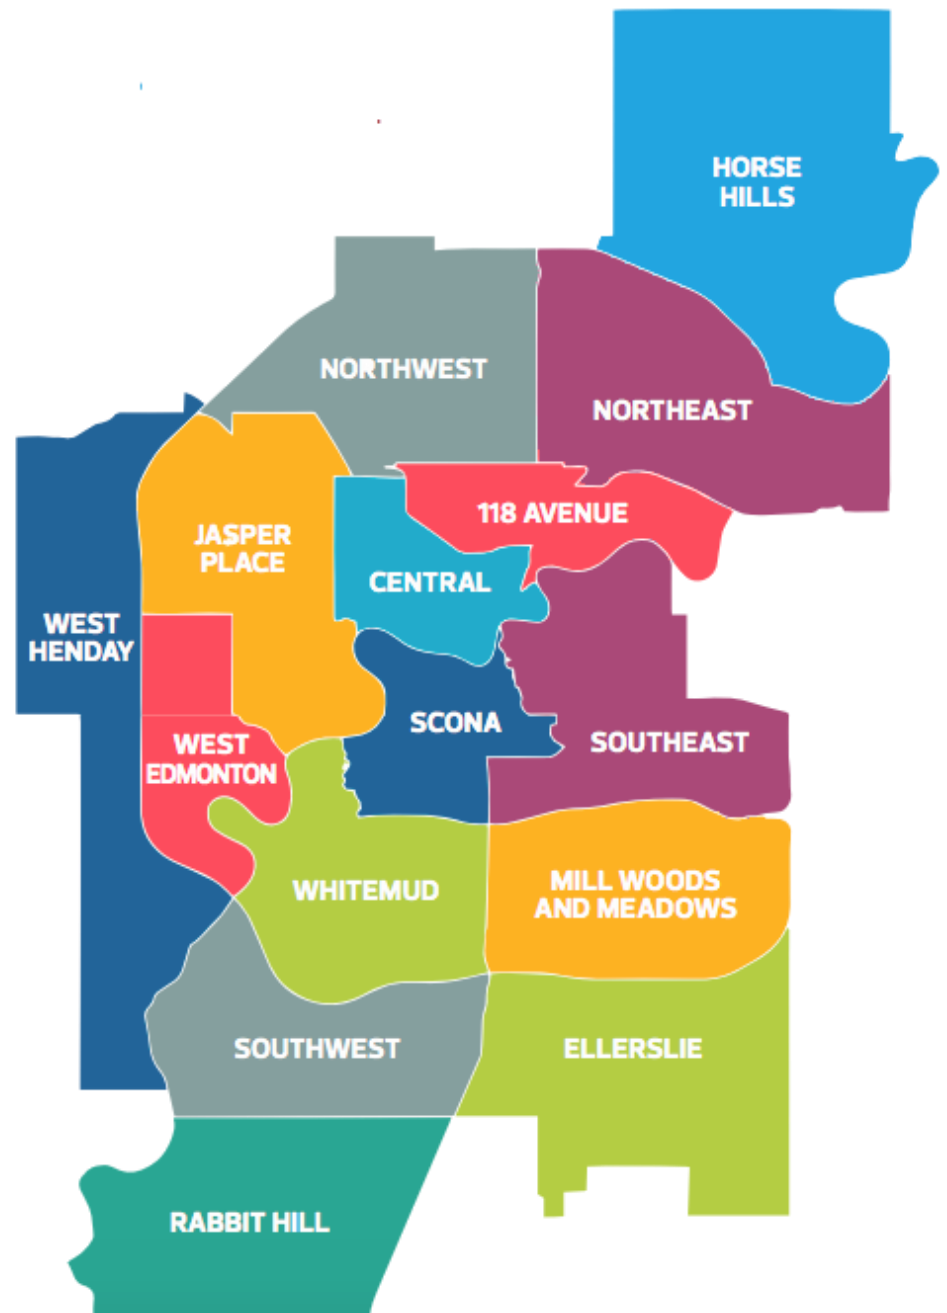 HORSE
HILLS
NORTHWEST
NORTHEAST
118 AVENUE
JASPER
PLACE
CENTRAL
WEST
HENDAY
SCONA
WEST
EDMONTON
SOUTHEAST
WHITEMUD
MILL WOODS
AND MEADOWS
SOUTHWEST
ELLERSLIE
RABBIT HILL